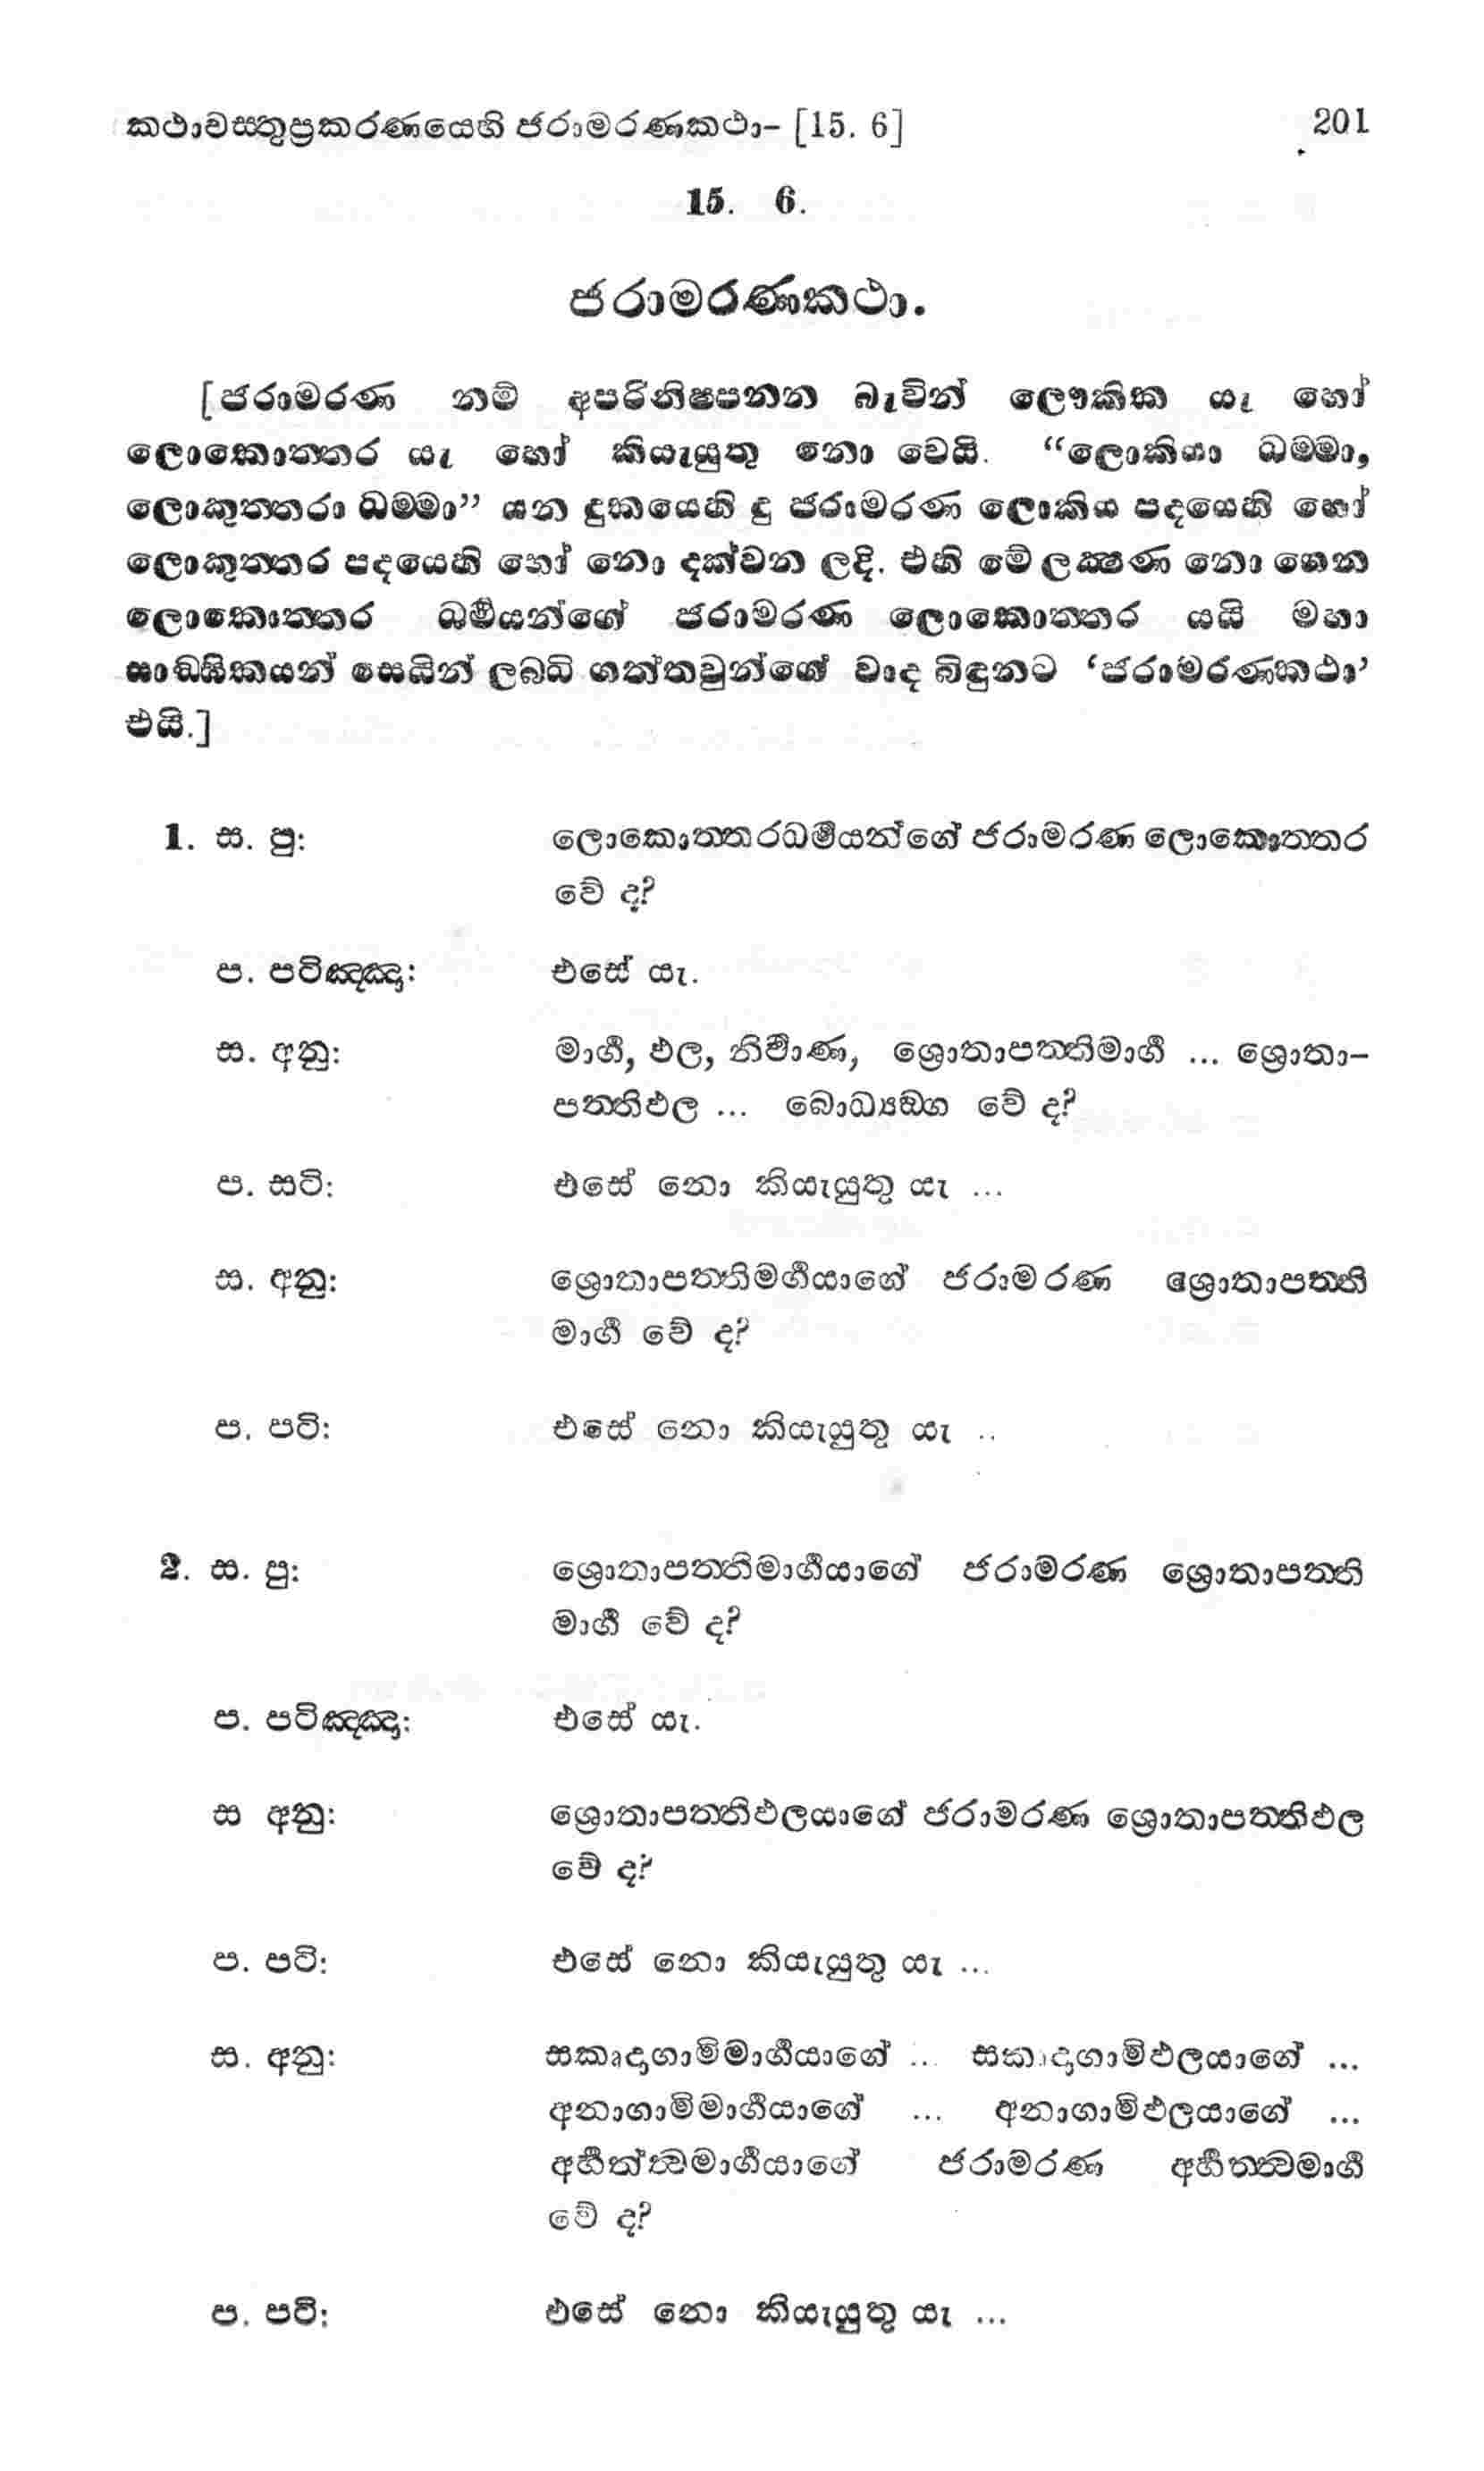 කථාවස්තුප්‍රකරණයෙහි ජරාමරණකථා- [15. 6] 201
15. 6.
ජරාමරණකථා.
[ජරාමරණ නම් අපරිනිෂ්පන්න බැවින් ලෞකික යැ හෝ
ලොකොත්තර යැ හෝ කියැයුතු නො වෙයි. “ලොකියා ධම්මා,
ලොකුත්තරා ධම්මා” යන දුකයෙහි දු ජරාමරණ ලොකිය පදයෙහි හෝ
ලොකුත්තර පදයෙහි හෝ නො දක්වන ලදි. එහි මේ ලක්‍ෂණ නො ගෙන
ලොකොත්තර ධර්‍මයන්ගේ ජරාමරණ ලොකොත්තර යයි මහා
සාඞ්ඝිකයන් සෙයින් ලබ්ධි ගත්තවුන්ගේ වාද බිඳුනට ‘ජරාමරණකථා’
එයි.]
1. ස. පු: ලොකොත්තරධර්‍මයන්ගේ ජරාමරණ ලොකොත්තර
වේ ද?
ප. පටිඤ්ඤා: එසේ යැ.
ස. අනු: මාර්‍ග, ඵල, නිර්‍වාණ, ශ්‍රොතාපත්තිමාර්‍ග ... ශ්‍රොතා-
පත්තිඵල ... බොධ්‍යඞ්ග වේ ද?
ප. සටි: එසේ නො කියැයුතු යැ ...
ස. අනු: ශ්‍රොතාපත්තිමර්‍ගයාගේ ජරාමරණ ශ්‍රොතාපත්ති
මාර්‍ග වේ ද?
ප. පටි: එසේ නො කියැයුතු යැ ..
2. ස. පු: ශ්‍රොතාපත්තිමාර්‍ගයාගේ ජරාමරණ ශ්‍රොතාපත්ති
මාර්‍ග වේ ද?
ප. පටිඤ්ඤා: එසේ යැ.
ස අනු: ශ්‍රොතාපත්තිඵලයාගේ ජරාමරණ ශ්‍රොතාපත්තිඵල
වේ ද?
ප. පටි: එසේ නො කියැයුතු යැ ...
ස. අනු: සකෘදාගාමිමාර්‍ගයාගේ ... සකෘදාගාමිඵලයාගේ ...
අනාගාමිමාර්‍ගයාගේ ... අනාගාමිඵලයාගේ ...
අර්‍හත්ත්‍වමාර්‍ගයාගේ ජරාමරණ අර්‍හත්ත්‍වමාර්‍ග
වේ ද?
ප. පටි: එසේ නො කියැයුතු යැ ...